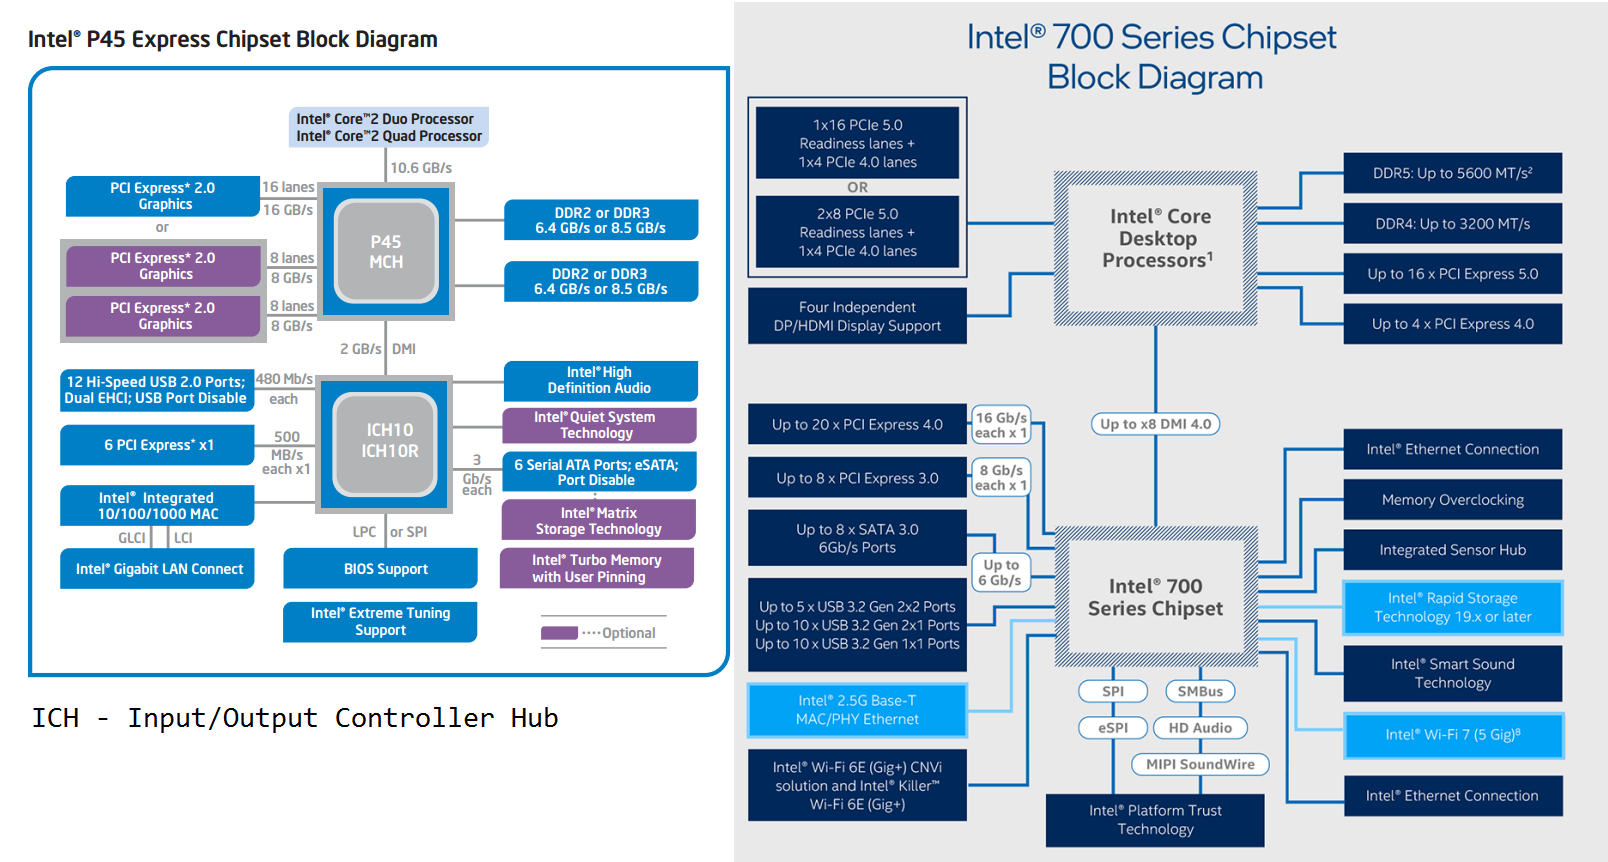 Intel® P45 Express Chipset Block Diagram
Intel® Core™2 Duo Processor
Intel® Core™2 Quad Processor
10.6 GB/s
PCI Express* 2.0
Graphics
16 lanes
16 GB/s
or
PCI Express* 2.0
Graphics
8 lanes
8 GB/s
PCI Express* 2.0
Graphics
8 lanes
8 GB/s
P45
MCH
DDR2 or DDR3
6.4 GB/s or 8.5 GB/s
DDR2 or DDR3
6.4 GB/s or 8.5 GB/s
2 GB/s DMI
12 Hi-Speed USB 2.0 Ports;
Dual EHCI; USB Port Disable
480 Mb/s
each
6 PCI Express* x1
500
MB/s
each x1
Intel® Integrated
10/100/1000 MAC
GLCI
LCI
Intel® Gigabit LAN Connect
ICH10
ICH10R
Intel® High
Definition Audio
Intel® Quiet System
Technology
3
Gb/s
each
6 Serial ATA Ports; eSATA;
Port Disable
Intel® Matrix
Storage Technology
Intel® Turbo Memory
with User Pinning
LPC or SPI
BIOS Support
Intel® Extreme Tuning
Support
····Optional
ICH - Input/Output Controller Hub
Intel® 700 Series Chipset
Block Diagram
1x16 PCIe 5.0
Readiness lanes +
1x4 PCIe 4.0 lanes
OR
2x8 PCIe 5.0
Readiness lanes +
1x4 PCIe 4.0 lanes
Four Independent
DP/HDMI Display Support
Intel® Core
Desktop
Processors¹
DDR5: Up to 5600 MT/s²
DDR4: Up to 3200 MT/s
Up to 16 x PCI Express 5.0
Up to 4 x PCI Express 4.0
Up to x8 DMI 4.0
Up to 20 x PCI Express 4.0
16 Gb/s
each x 1
Up to 8 x PCI Express 3.0
8 Gb/s
each x 1
Up to 8 x SATA 3.0
6Gb/s Ports
Up to
6 Gb/s
Up to 5 x USB 3.2 Gen 2x2 Ports
Up to 10 x USB 3.2 Gen 2x1 Ports
Up to 10 x USB 3.2 Gen 1x1 Ports
Intel® 2.5G Base-T
MAC/PHY Ethernet
Intel® Wi-Fi 6E (Gig+) CNVi
solution and Intel® Killer™
Wi-Fi 6E (Gig+)
Intel® 700
Series Chipset
Intel® Ethernet Connection
Memory Overclocking
Integrated Sensor Hub
Intel® Rapid Storage
Technology 19.x or later
Intel® Smart Sound
Technology
Intel® Wi-Fi 7 (5 Gig)⁸
Intel® Ethernet Connection
SPI
eSPI
SMBus
HD Audio
MIPI SoundWire
Intel® Platform Trust
Technology